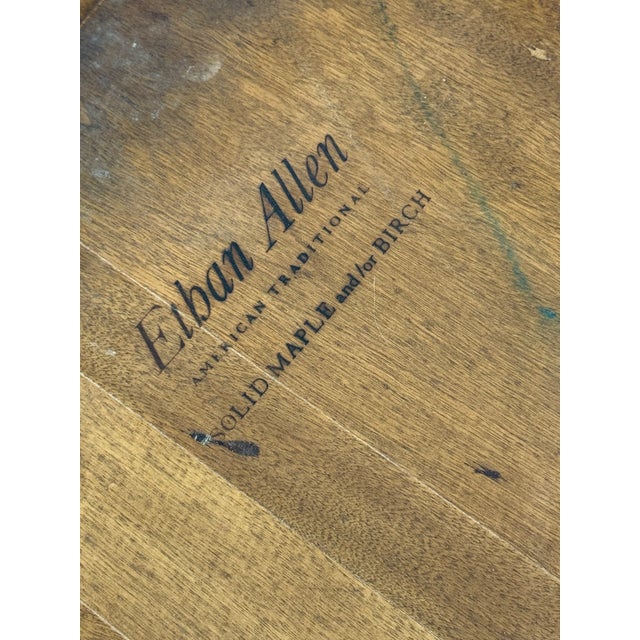 Ethan Allen
AMERICAN TRADITIONAL
SOLID MAPLE and/or BIRCH